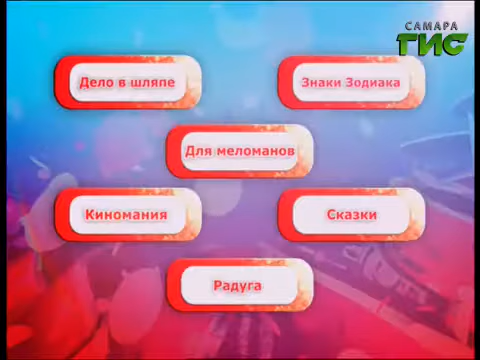 САМАРА
ГИС
Дело в шляпе
Знаки Зодиака
Для меломанов
Киномания
Сказки
Радуга